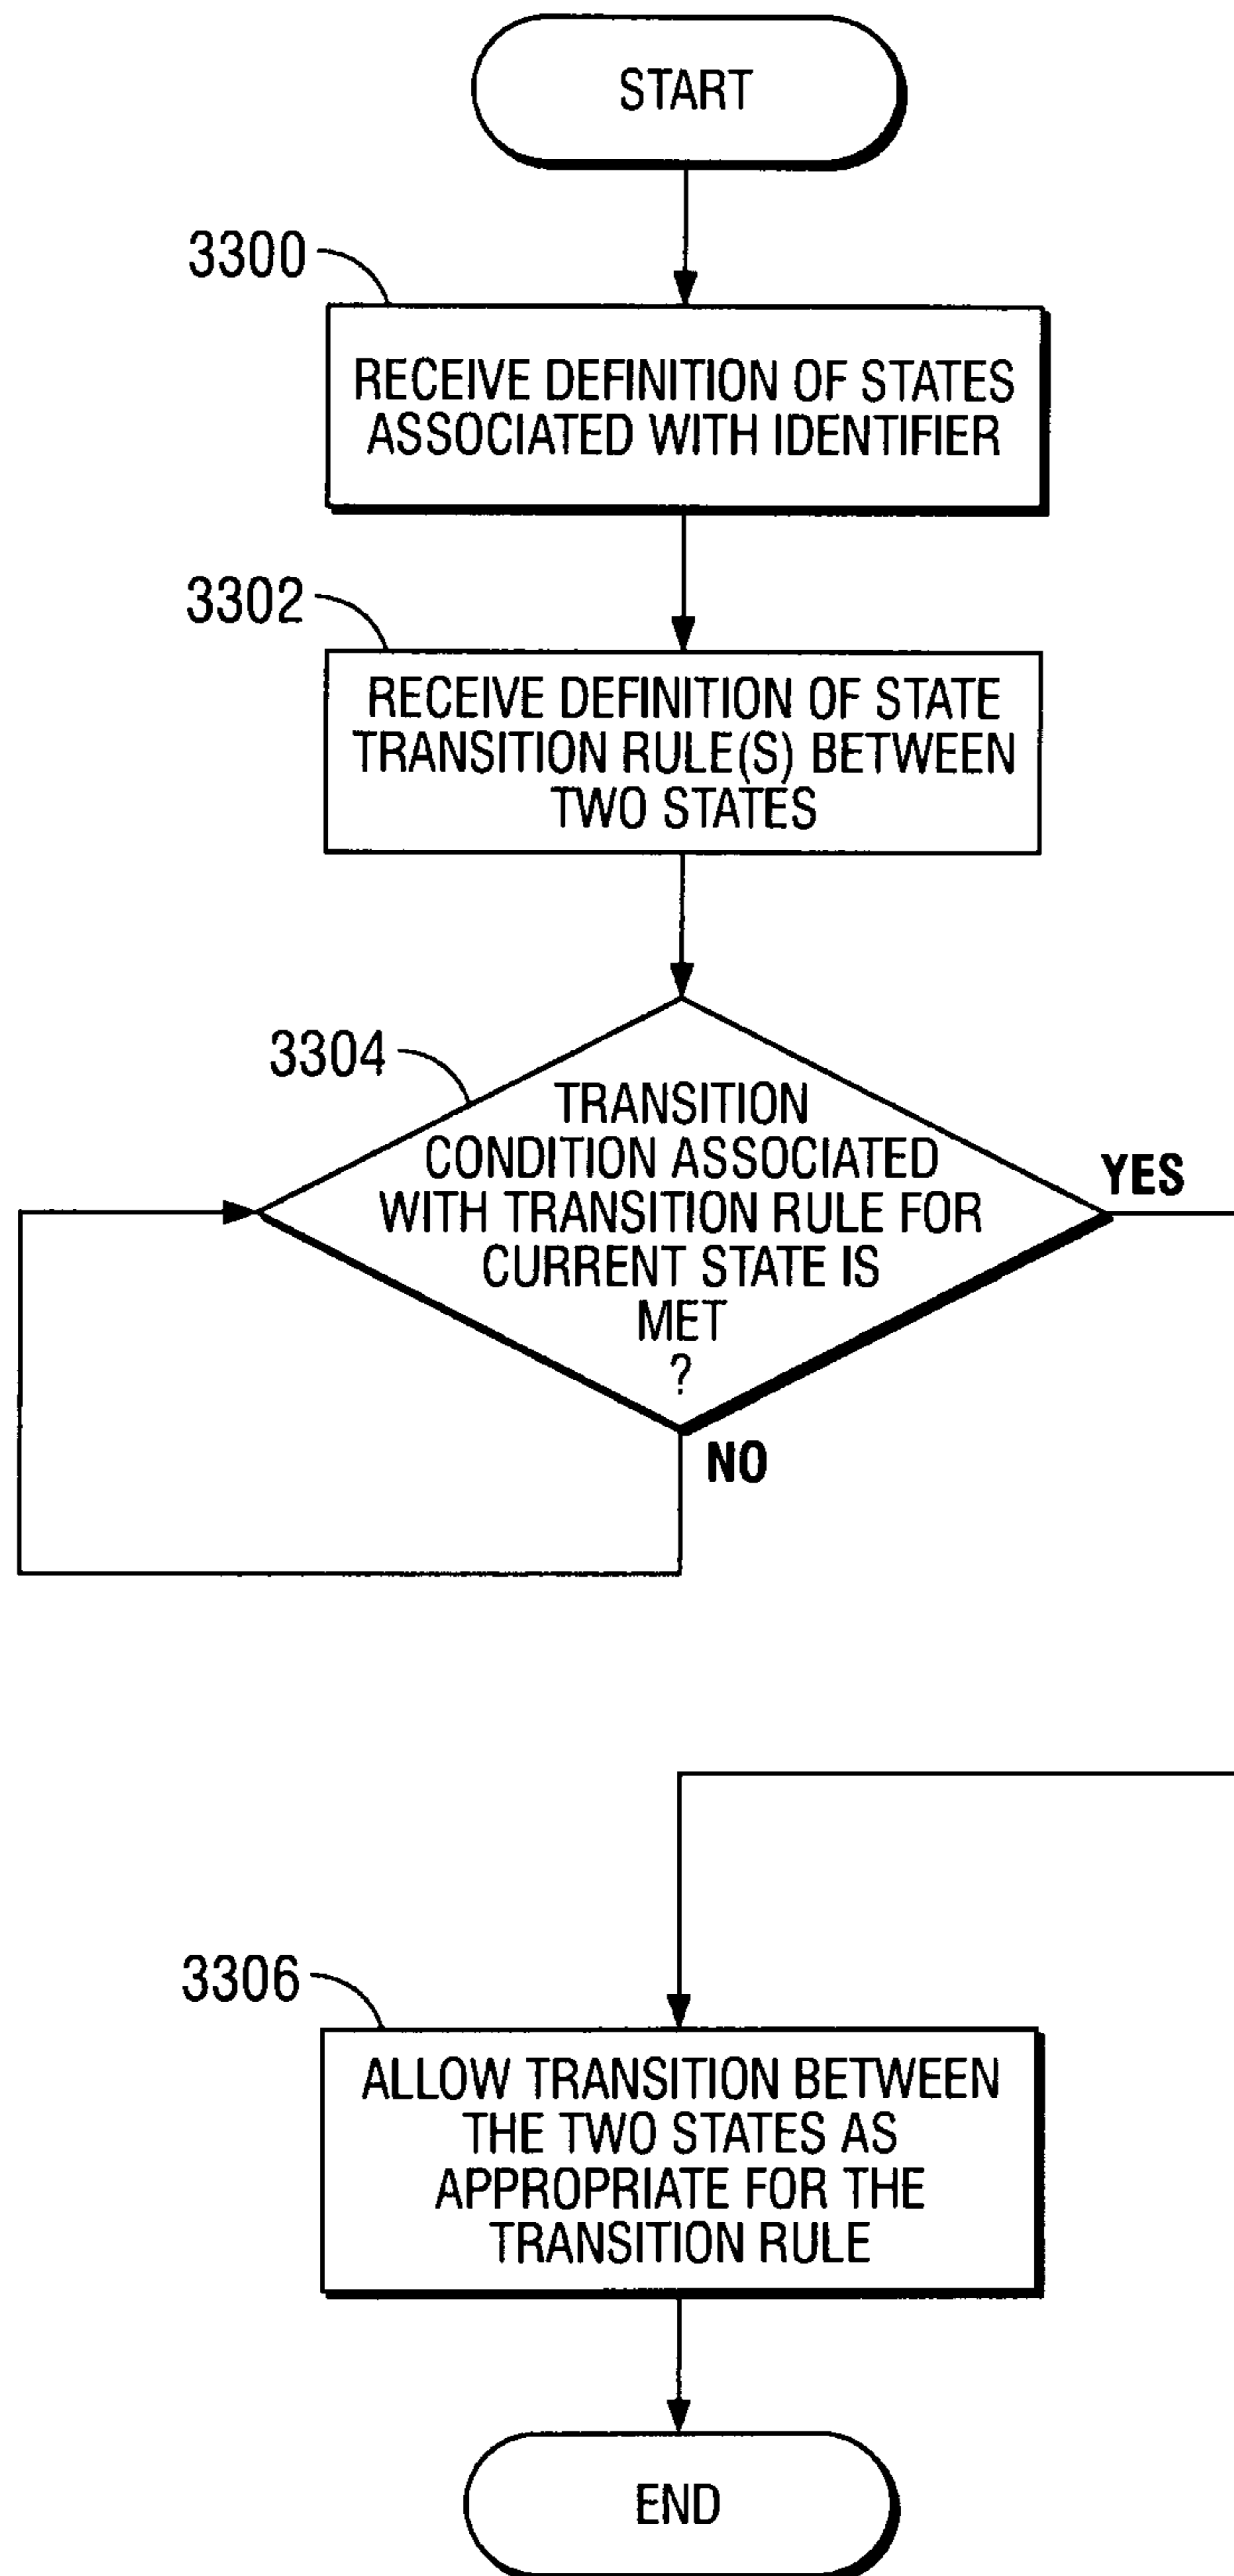 START
3300
RECEIVE DEFINITION OF STATES
ASSOCIATED WITH IDENTIFIER
3302
RECEIVE DEFINITION OF STATE
TRANSITION RULE(S) BETWEEN
TWO STATES
3304
TRANSITION
CONDITION ASSOCIATED
WITH TRANSITION RULE FOR
CURRENT STATE IS
MET
?
YES
NO
3306
ALLOW TRANSITION BETWEEN
THE TWO STATES AS
APPROPRIATE FOR THE
TRANSITION RULE
END